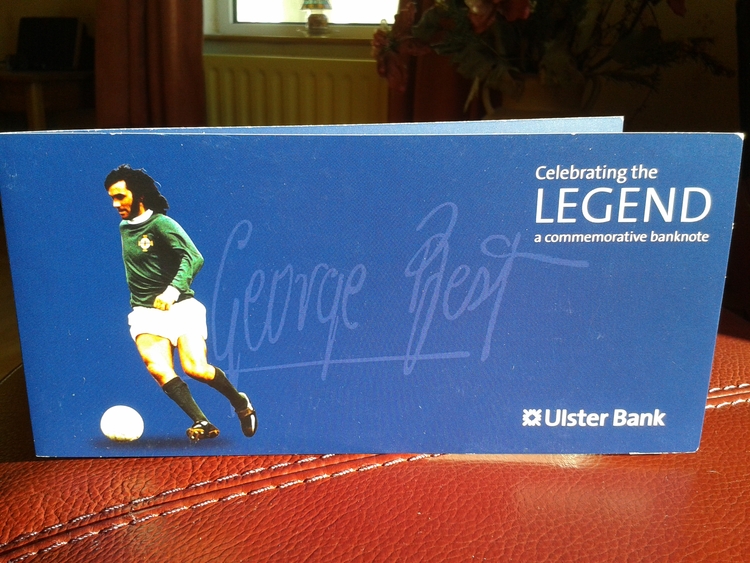 Celebrating the
LEGEND
a commemorative banknote
George Best
Ulster Bank